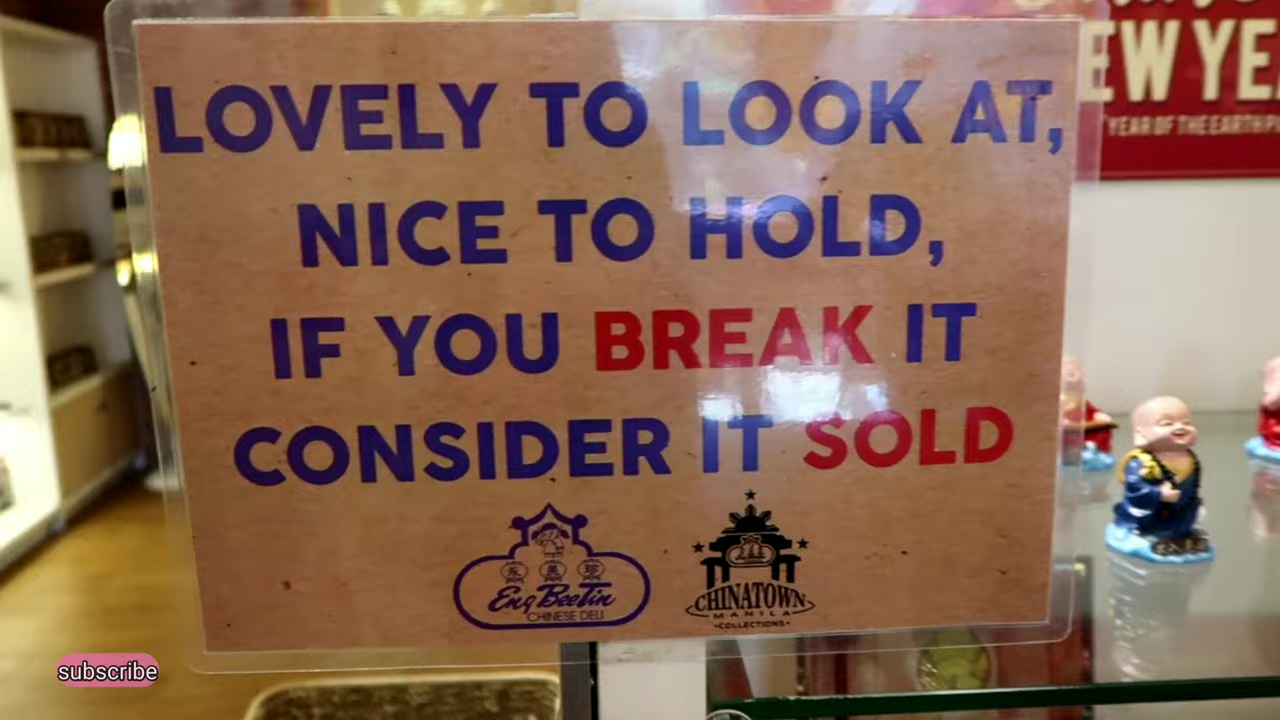 LOVELY TO LOOK AT,
NICE TO HOLD,
IF YOU BREAK IT
CONSIDER IT SOLD
Eng Bee Tin
CHINESE DELI
CHINATOWN
MANILA
•COLLECTIONS•
EW YE
YEAR OF THE EARTH P
subscribe